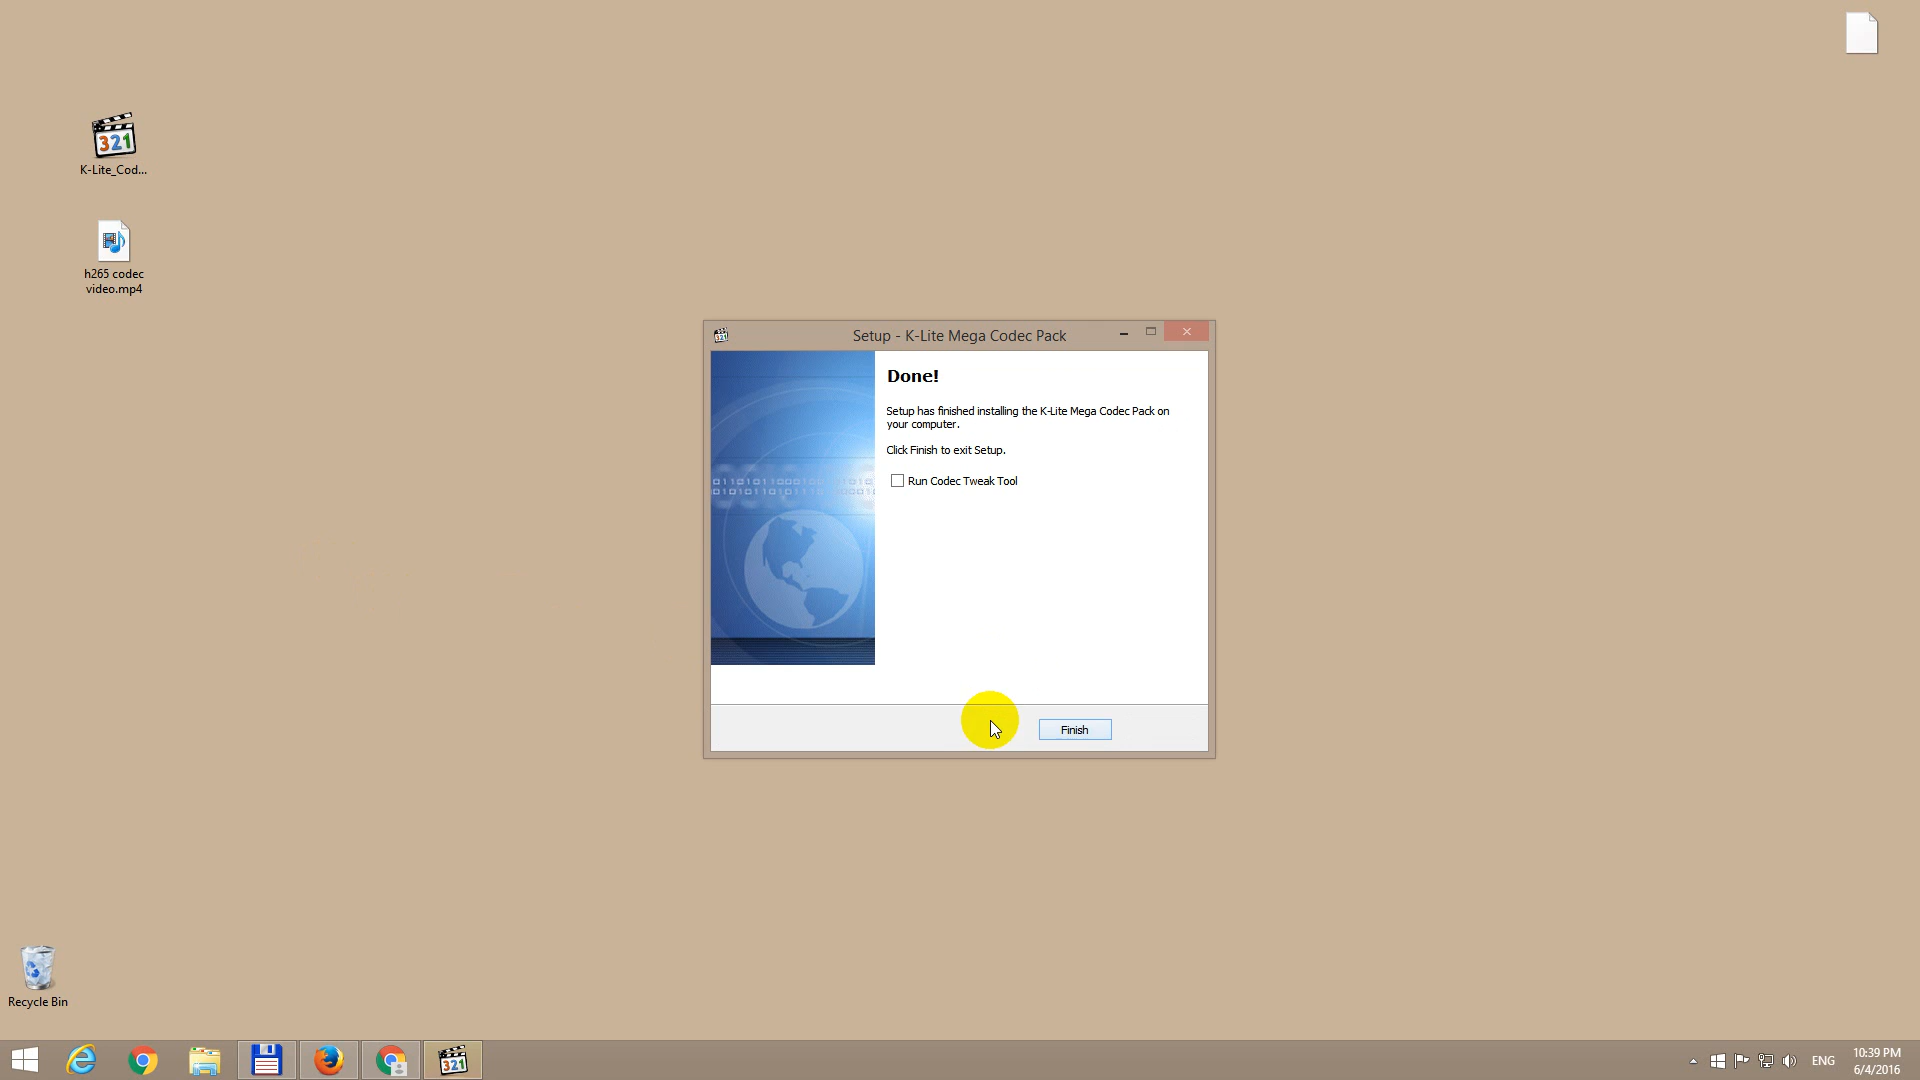 321
K-Lite_Cod...
h265 codec
video.mp4
Setup - K-Lite Mega Codec Pack
Done!
Setup has finished installing the K-Lite Mega Codec Pack on
your computer.
Click Finish to exit Setup.
Run Codec Tweak Tool
Finish
Recycle Bin
321
ENG
10:39 PM
6/4/2016